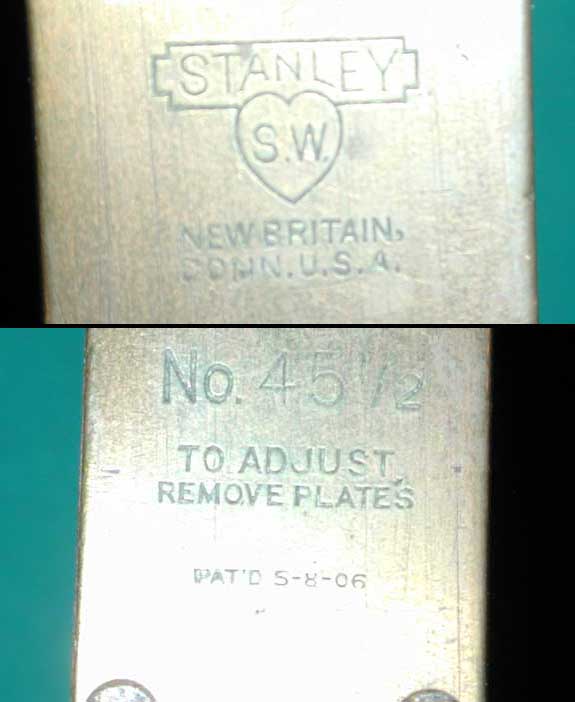 STANLEY
S.W.
NEW BRITAIN,
CONN. U.S.A.
No. 45 1/2
TO ADJUST,
REMOVE PLATES
PAT'D 5-8-06